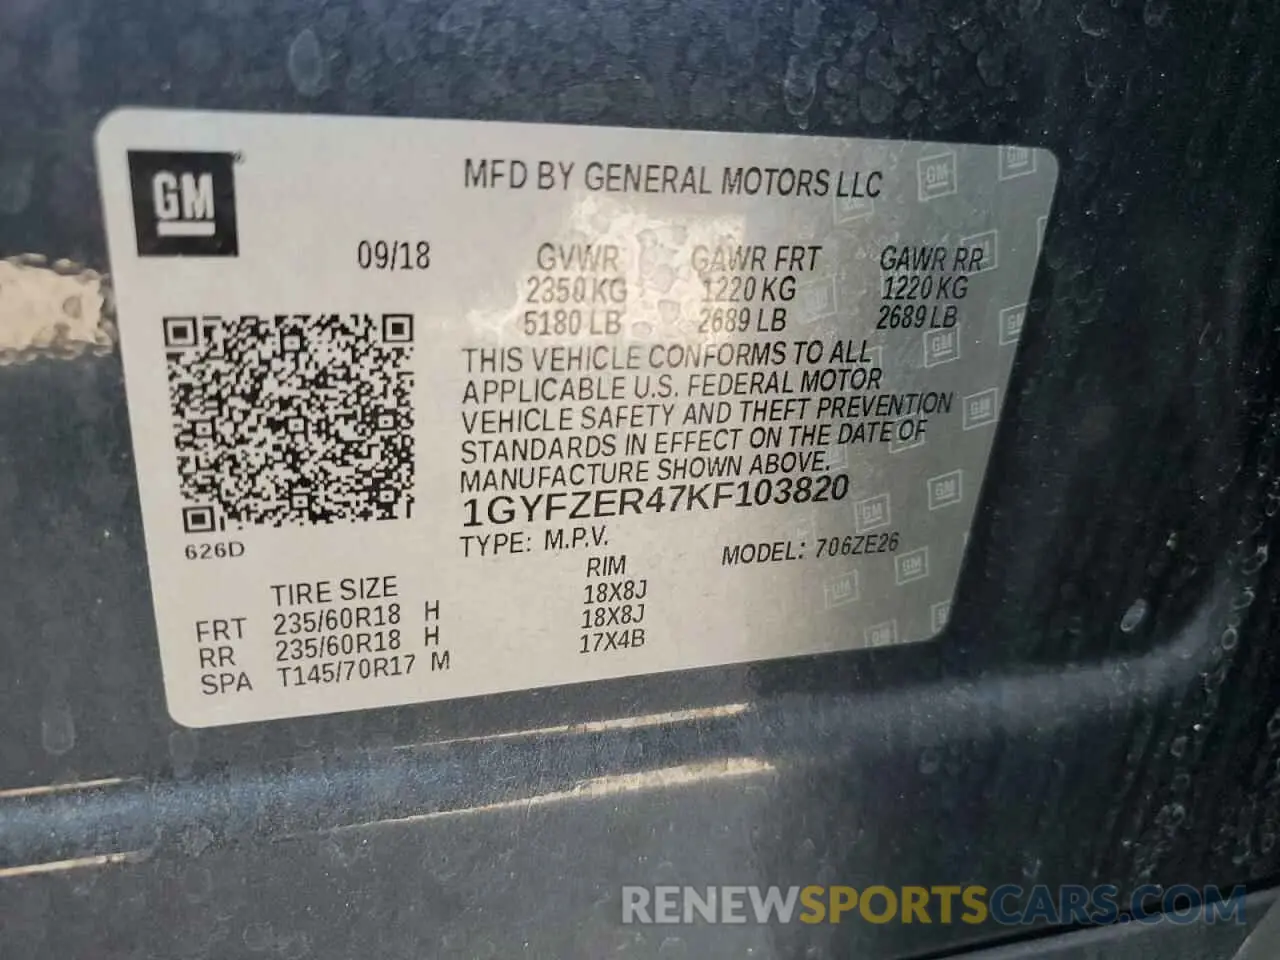 GM
MFD BY GENERAL MOTORS LLC
09/18 GVWR GAWR FRT GAWR RR
2350 KG 1220 KG 1220 KG
5180 LB 2689 LB 2689 LB
THIS VEHICLE CONFORMS TO ALL
APPLICABLE U.S. FEDERAL MOTOR
VEHICLE SAFETY AND THEFT PREVENTION
STANDARDS IN EFFECT ON THE DATE OF
MANUFACTURE SHOWN ABOVE.
1GYFZER47KF103820
626D
TYPE: M.P.V. MODEL: 706ZE26
TIRE SIZE RIM
FRT 235/60R18 H 18X8J
RR 235/60R18 H 18X8J
SPA T145/70R17 M 17X4B
RENEWSPORTSCARS.COM